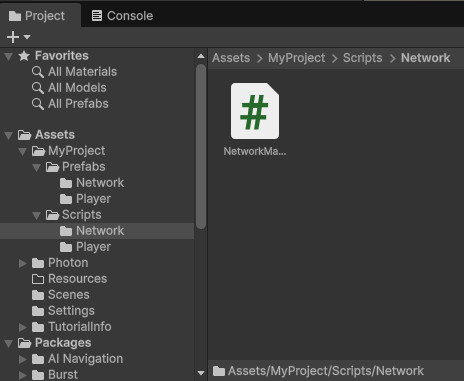 Project
Console
Favorites
All Materials
All Models
All Prefabs
Assets
MyProject
Prefabs
Network
Player
Scripts
Network
Player
Photon
Resources
Scenes
Settings
TutorialInfo
Packages
AI Navigation
Burst
Assets > MyProject > Scripts > Network
#
NetworkMa...
Assets/MyProject/Scripts/Network